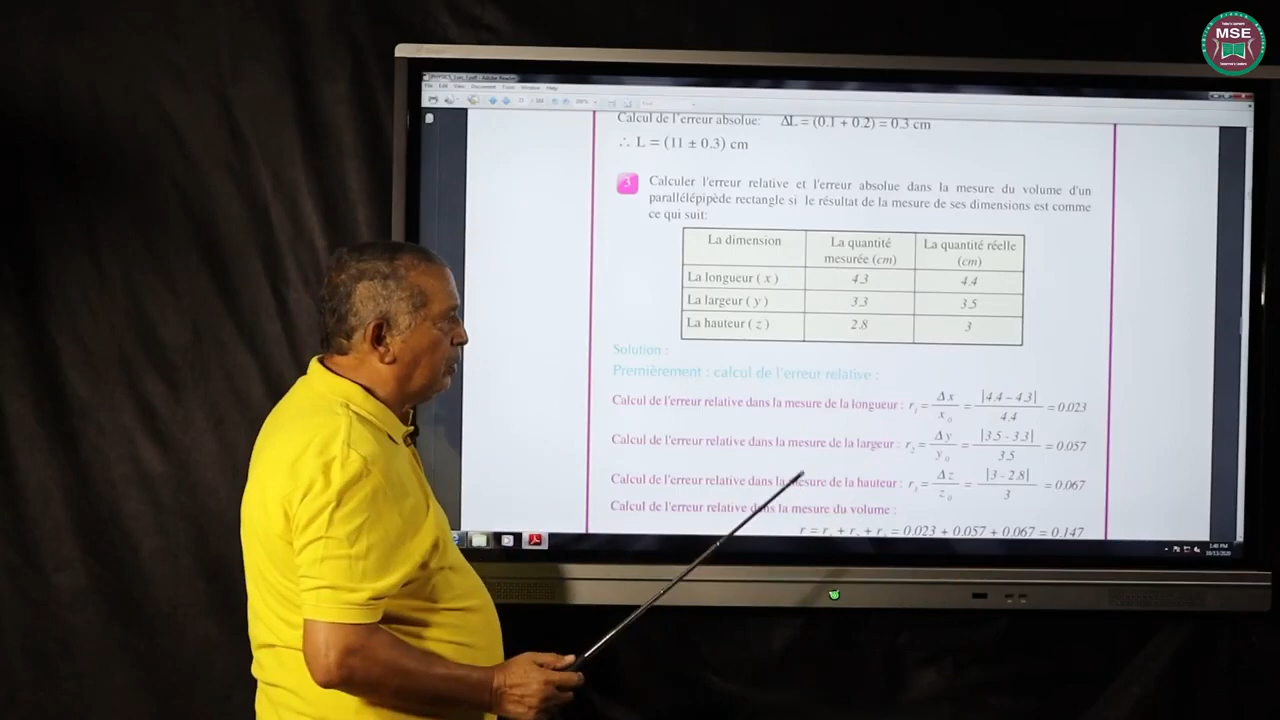 MSE
Calcul de l'erreur absolue: ΔL = (0.1 + 0.2) = 0.3 cm
∴ L = (11 ± 0.3) cm
3 Calculer l'erreur relative et l'erreur absolue dans la mesure du volume d'un
parallélépipède rectangle si le résultat de la mesure de ses dimensions est comme
ce qui suit:
La dimension La quantité mesurée (cm) La quantité réelle (cm)
La longueur ( x ) 4.3 4.4
La largeur ( y ) 3.3 3.5
La hauteur ( z ) 2.8 3
Solution :
Premièrement : calcul de l'erreur relative :
Calcul de l'erreur relative dans la mesure de la longueur : r₁ = Δx / x₀ = |4.4 – 4.3| / 4.4 = 0.023
Calcul de l'erreur relative dans la mesure de la largeur : r₂ = Δy / y₀ = |3.5 - 3.3| / 3.5 = 0.057
Calcul de l'erreur relative dans la mesure de la hauteur : r₃ = Δz / z₀ = |3 - 2.8| / 3 = 0.067
Calcul de l'erreur relative dans la mesure du volume :
r = r₁ + r₂ + r₃ = 0.023 + 0.057 + 0.067 = 0.147